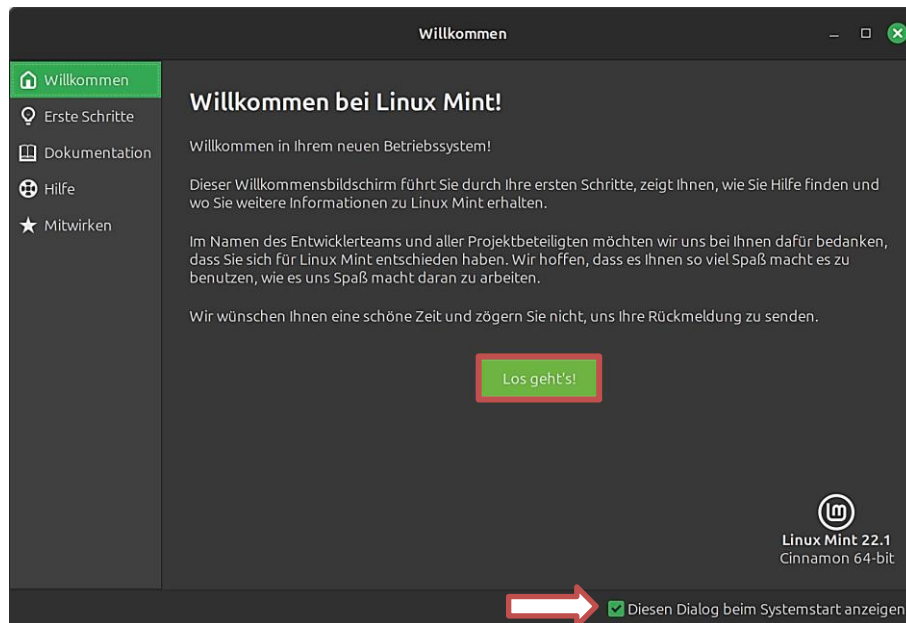 Willkommen
Willkommen
Erste Schritte
Dokumentation
Hilfe
Mitwirken
Willkommen bei Linux Mint!
Willkommen in Ihrem neuen Betriebssystem!
Dieser Willkommensbildschirm führt Sie durch Ihre ersten Schritte, zeigt Ihnen, wie Sie Hilfe finden und
wo Sie weitere Informationen zu Linux Mint erhalten.
Im Namen des Entwicklerteams und aller Projektbeteiligten möchten wir uns bei Ihnen dafür bedanken,
dass Sie sich für Linux Mint entschieden haben. Wir hoffen, dass es Ihnen so viel Spaß macht es zu
benutzen, wie es uns Spaß macht daran zu arbeiten.
Wir wünschen Ihnen eine schöne Zeit und zögern Sie nicht, uns Ihre Rückmeldung zu senden.
Los geht's!
Linux Mint 22.1
Cinnamon 64-bit
Diesen Dialog beim Systemstart anzeigen